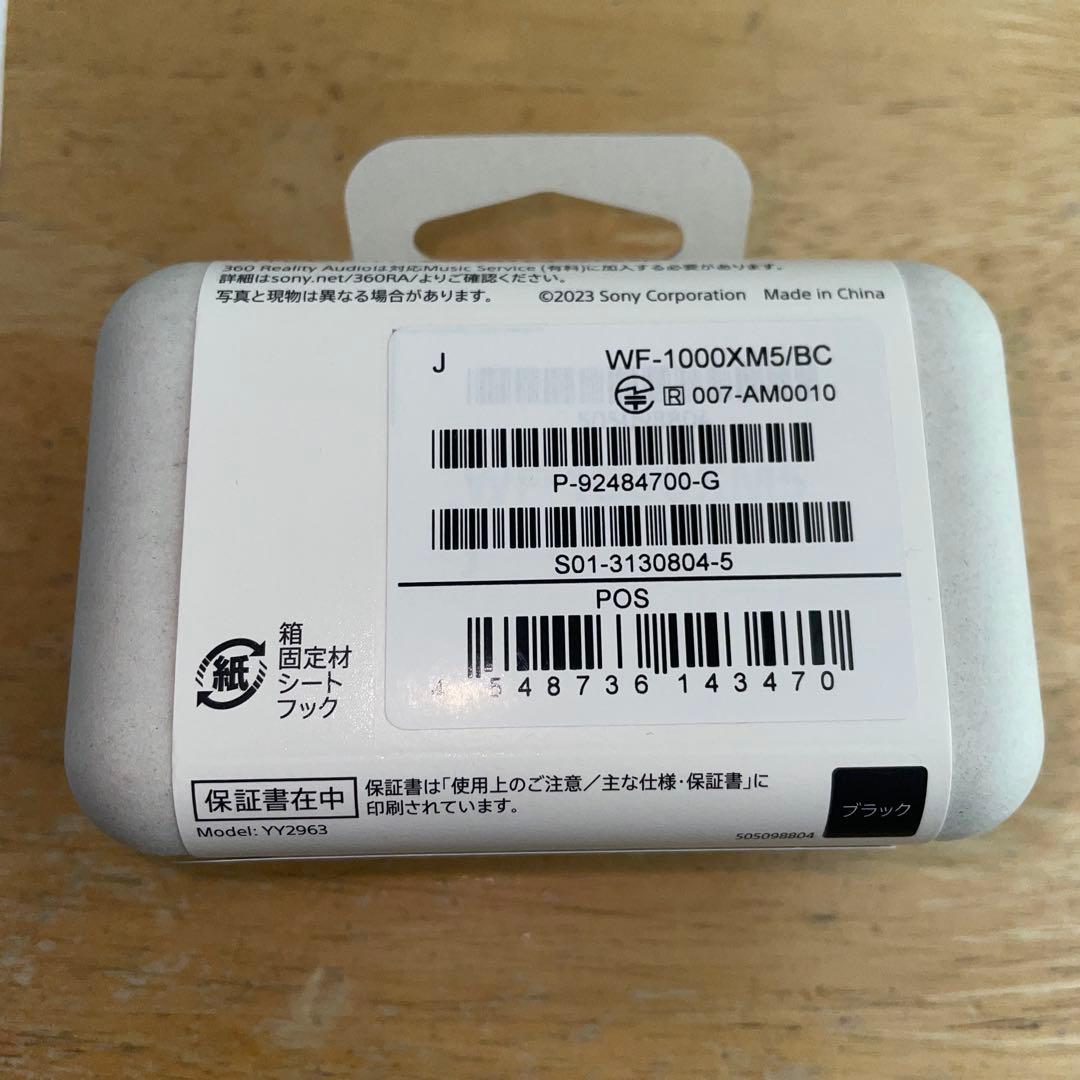 360 Reality Audioは対応Music Service (有料)に加入する必要があります。
詳細はsony.net/360RA/よりご確認ください。
写真と現物は異なる場合があります。 ©2023 Sony Corporation Made in China
J WF-1000XM5/BC
R 007-AM0010
P-92484700-G
S01-3130804-5
POS
4 548736 143470
紙
箱
固定材
シート
フック
保証書在中
保証書は「使用上のご注意/主な仕様・保証書」に
印刷されています。
Model: YY2963
505098804
ブラック